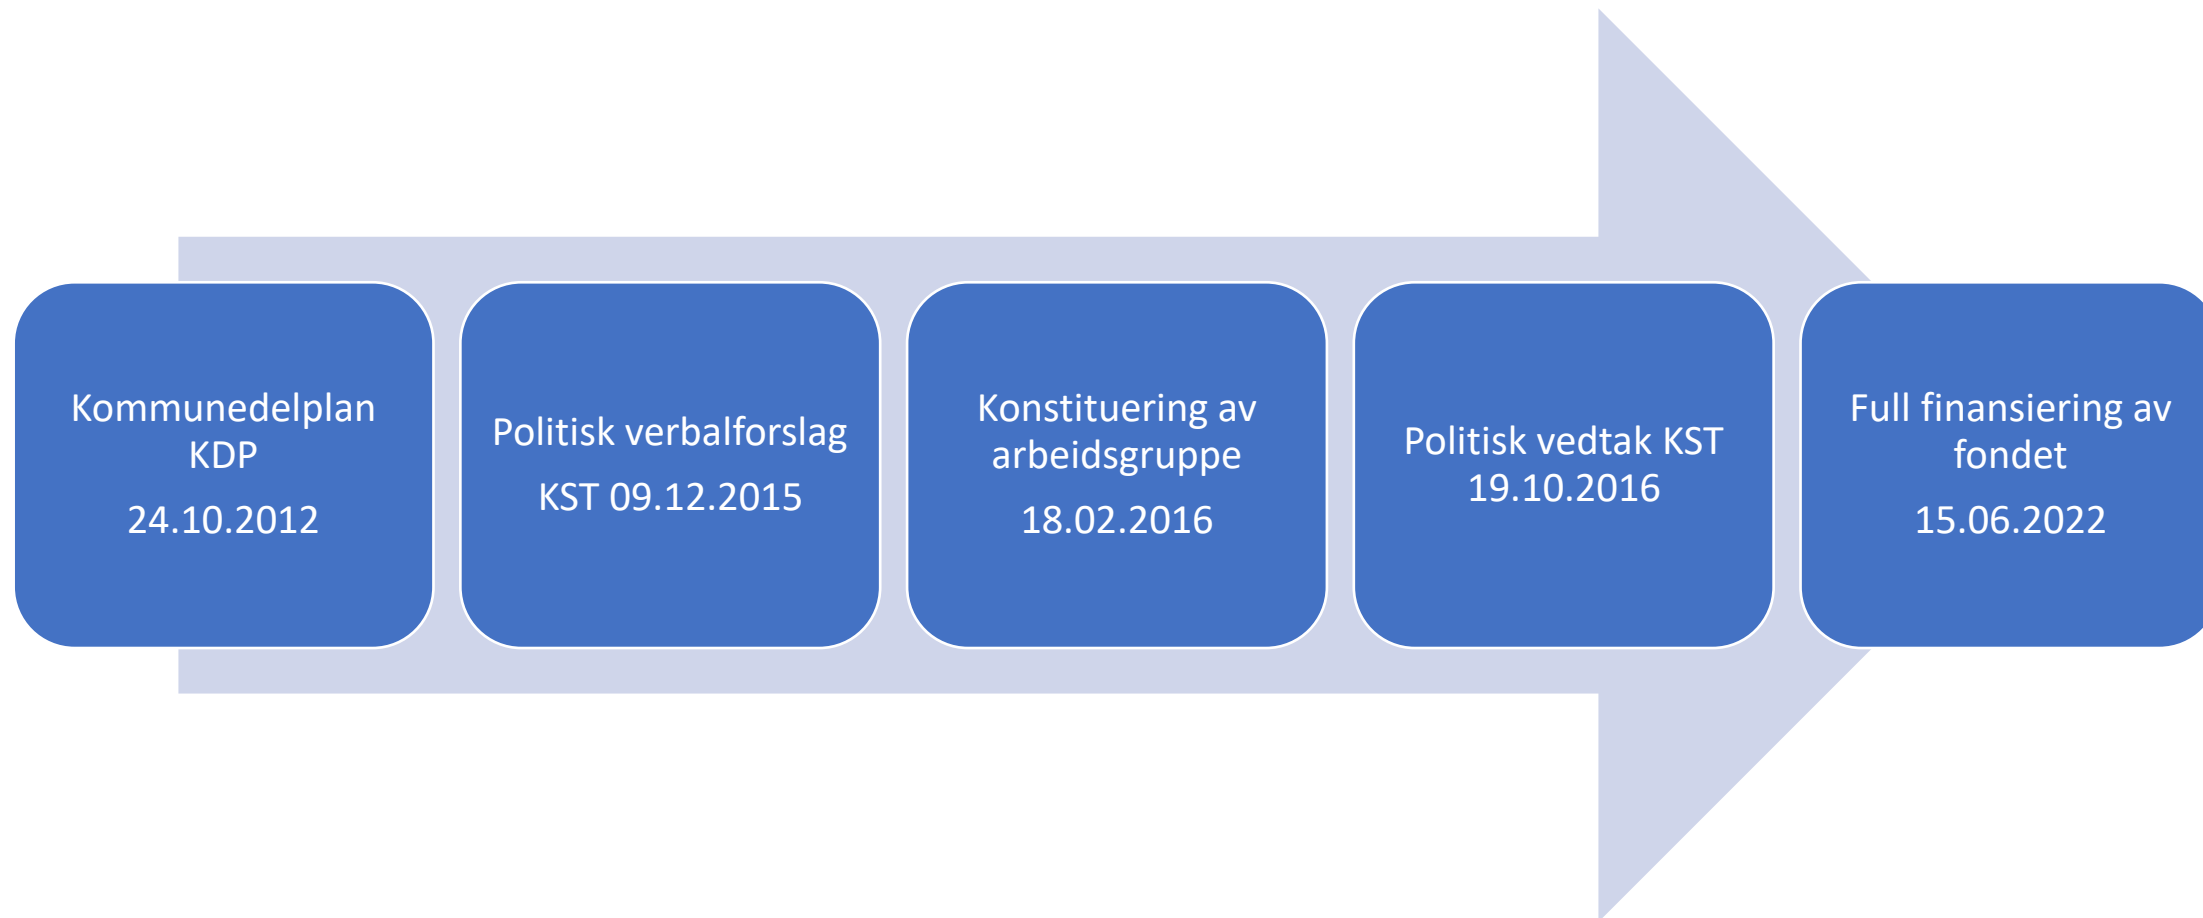 Kommunedelplan
KDP
24.10.2012
Politisk verbalforslag
KST 09.12.2015
Konstituering av
arbeidsgruppe
18.02.2016
Politisk vedtak KST
19.10.2016
Full finansiering av
fondet
15.06.2022